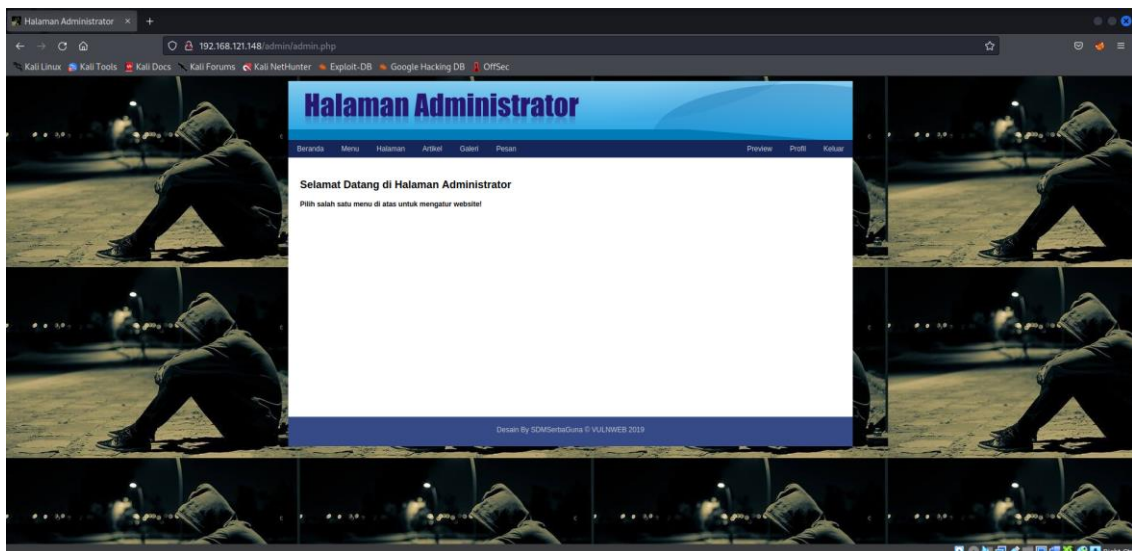 Halaman Administrator
192.168.121.148/admin/admin.php
Kali Linux Kali Tools Kali Docs Kali Forums Kali NetHunter Exploit-DB Google Hacking DB OffSec
Halaman Administrator
Beranda Menu Halaman Artikel Galeri Pesan Preview Profil Keluar
Selamat Datang di Halaman Administrator
Pilih salah satu menu di atas untuk mengatur website!
Desain By SDMSerbaGuna © VULNWEB 2019